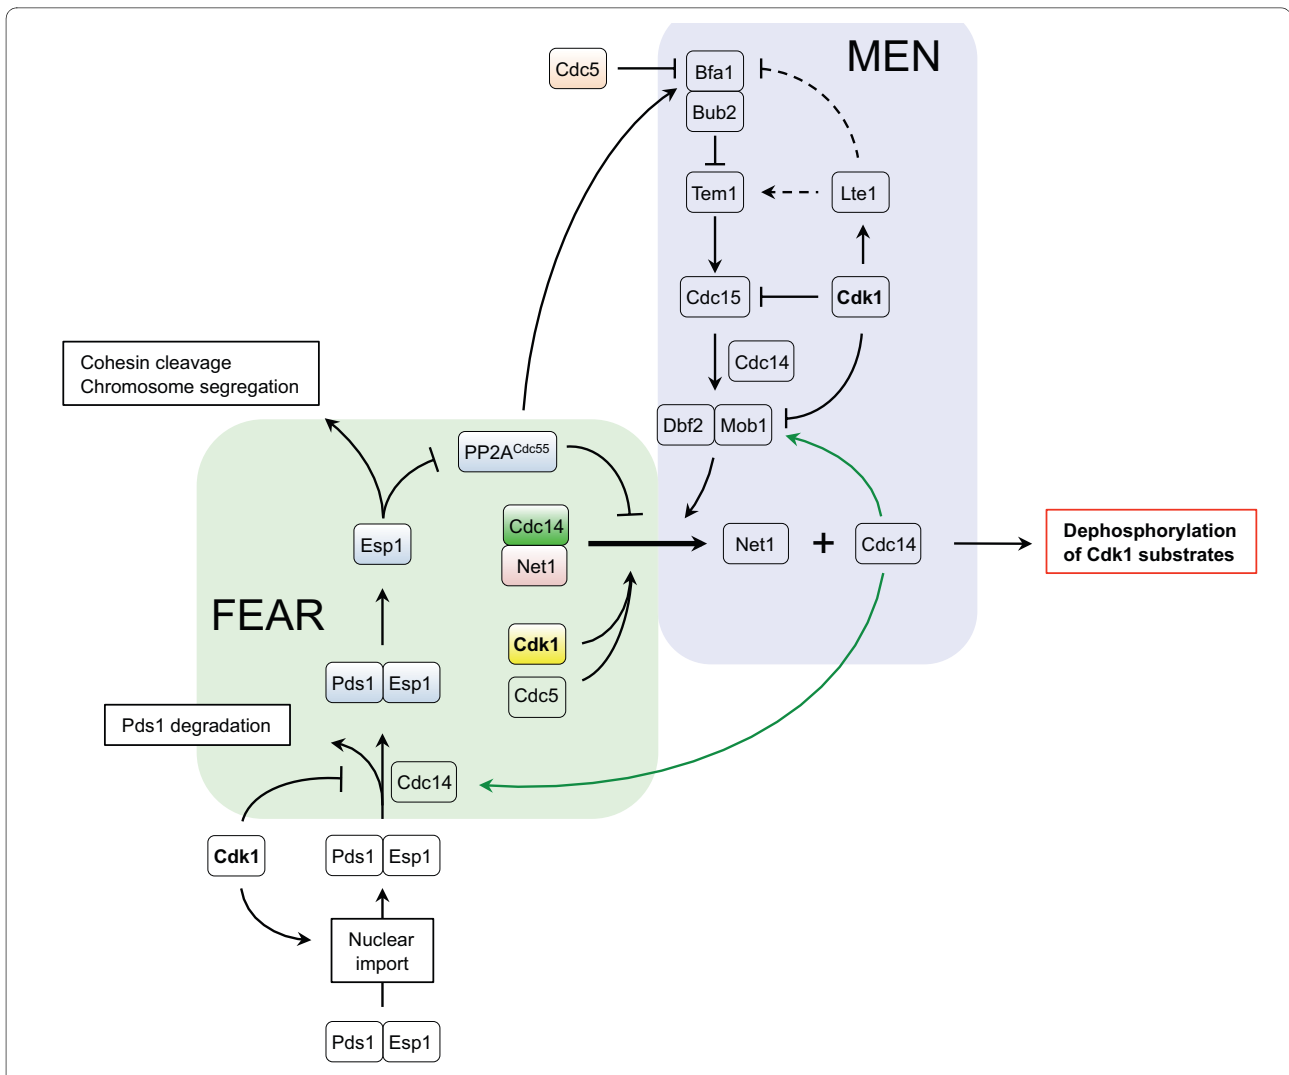 MEN
Cdc5
Bfa1
Bub2
Tem1
Lte1
Cdc15
Cdk1
Cdc14
Cohesin cleavage
Chromosome segregation
Dbf2 Mob1
PP2ACdc55
Cdc14
Net1
Esp1
Net1 + Cdc14
Dephosphorylation
of Cdk1 substrates
FEAR
Cdk1
Cdc5
Pds1 Esp1
Pds1 degradation
Cdc14
Cdk1
Pds1 Esp1
Nuclear
import
Pds1 Esp1